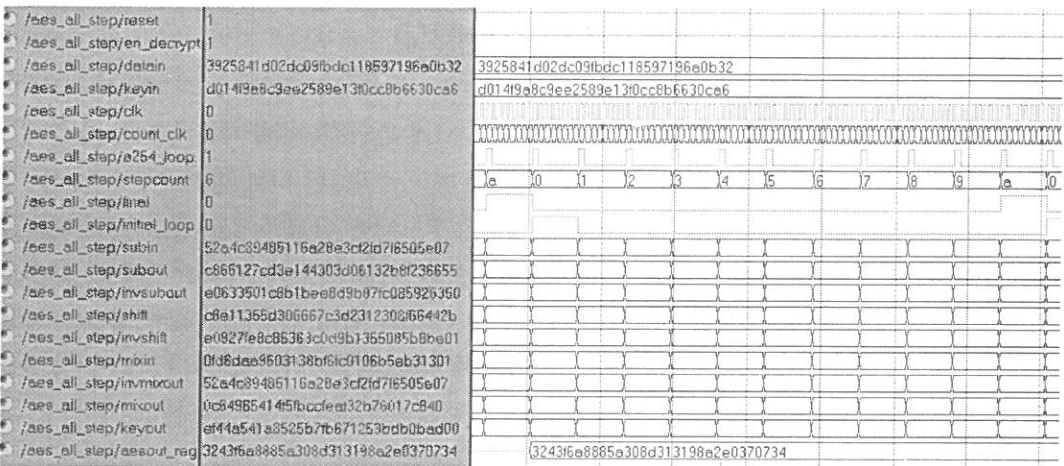 /aes_all_step/reset 1
/aes_all_step/en_decrypt 1
/aes_all_step/datain 3925841d02dc09fbdc118597196a0b32 3925841d02dc09fbdc118597196a0b32
/aes_all_step/keyin d014f9a8c9ee2589e13f0cc8b6630ca6 d014f9a8c9ee2589e13f0cc8b6630ca6
/aes_all_step/clk 0
/aes_all_step/count_clk 0
/aes_all_step/a254_loop 1
/aes_all_step/stepcount 6 a 0 1 2 3 4 5 6 7 8 9 a 0
/aes_all_step/final 0
/aes_all_step/initial_loop 0
/aes_all_step/subin 52a4c89485116a28e3cf2fd7f6505e07
/aes_all_step/subout c866127cd3e144303d06132b8f236655
/aes_all_step/invsubout e0633501c8b1bee8d9b87fc085926350
/aes_all_step/shift c8e11355d306667c3d2312308f66442b
/aes_all_step/invshift e0927fe8c86363c0d9b1355085b8be01
/aes_all_step/mixin 0fd6daa9603138bf6fc0106b5eb31301
/aes_all_step/invmixout 52a4c89485116a28e3cf2fd7f6505e07
/aes_all_step/mixout
/aes_all_step/keyout ef44a541a8525b7fb671253bdb0bad00
/aes_all_step/aesout_reg 3243f6a8885a308d313198a2e0370734 3243f6a8885a308d313198a2e0370734